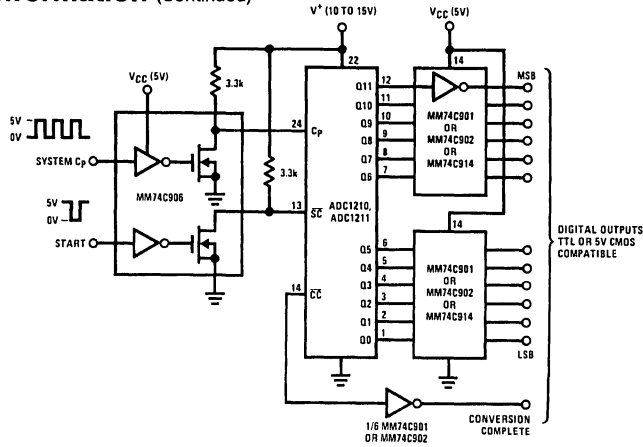 nformation (Continued)
V+ (10 TO 15V)
VCC (5V)
VCC (5V)
3.3k
22
14
12
Q11
MSB
11
Q10
10
Q9
9
Q8
8
Q7
7
Q6
MM74C901
OR
MM74C902
OR
MM74C914
5V
0V
SYSTEM CP
MM74C906
24
CP
3.3k
5V
0V
START
13
SC
ADC1210,
ADC1211
14
CC
14
6
Q5
5
Q4
4
Q3
3
Q2
2
Q1
1
Q0
MM74C901
OR
MM74C902
OR
MM74C914
LSB
DIGITAL OUTPUTS
TTL OR 5V CMOS
COMPATIBLE
1/6 MM74C901
OR MM74C902
CONVERSION
COMPLETE